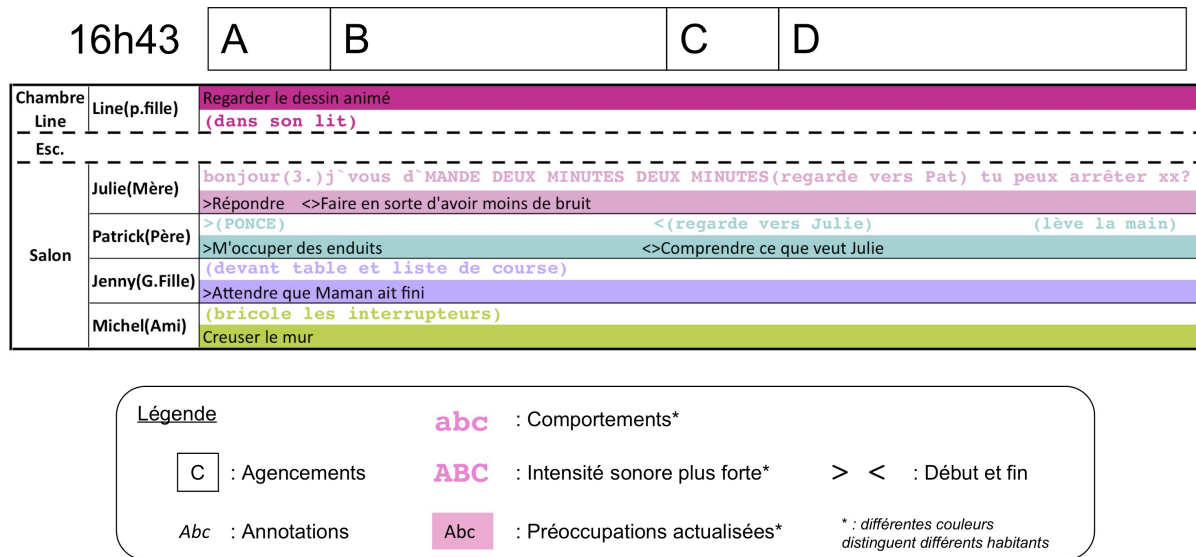 16h43 A B C D
Chambre Line Line(p.fille) Regarder le dessin animé
(dans son lit)
Esc.
Salon
Julie(Mère) bonjour(3.)j`vous d`MANDE DEUX MINUTES DEUX MINUTES(regarde vers Pat) tu peux arrêter xx?
>Répondre <>Faire en sorte d'avoir moins de bruit
Patrick(Père) >(PONCE) <(regarde vers Julie) (lève la main)
>M'occuper des enduits <>Comprendre ce que veut Julie
Jenny(G.Fille) (devant table et liste de course)
>Attendre que Maman ait fini
Michel(Ami) (bricole les interrupteurs)
Creuser le mur
Légende
abc : Comportements*
C : Agencements
ABC : Intensité sonore plus forte*
> < : Début et fin
Abc : Annotations
Abc : Préoccupations actualisées*
* : différentes couleurs
distinguent différents habitants